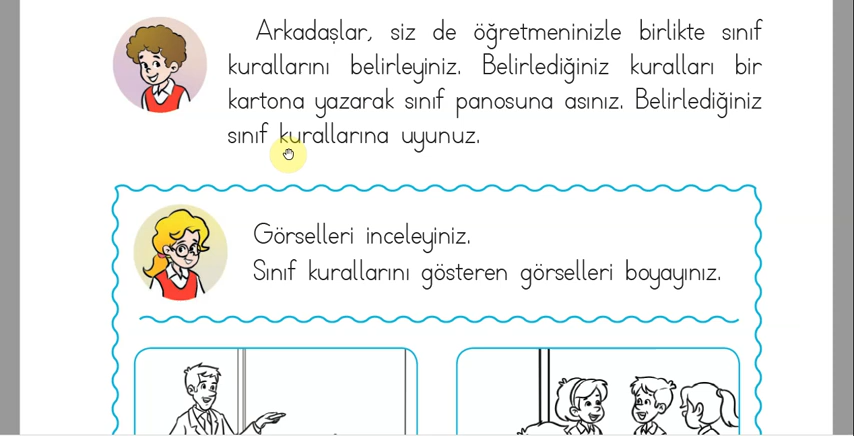 Arkadaşlar, siz de öğretmeninizle birlikte sınıf
kurallarını belirleyiniz. Belirlediğiniz kuralları bir
kartona yazarak sınıf panosuna asınız. Belirlediğiniz
sınıf kurallarına uyunuz.
Görselleri inceleyiniz.
Sınıf kurallarını gösteren görselleri boyayınız.